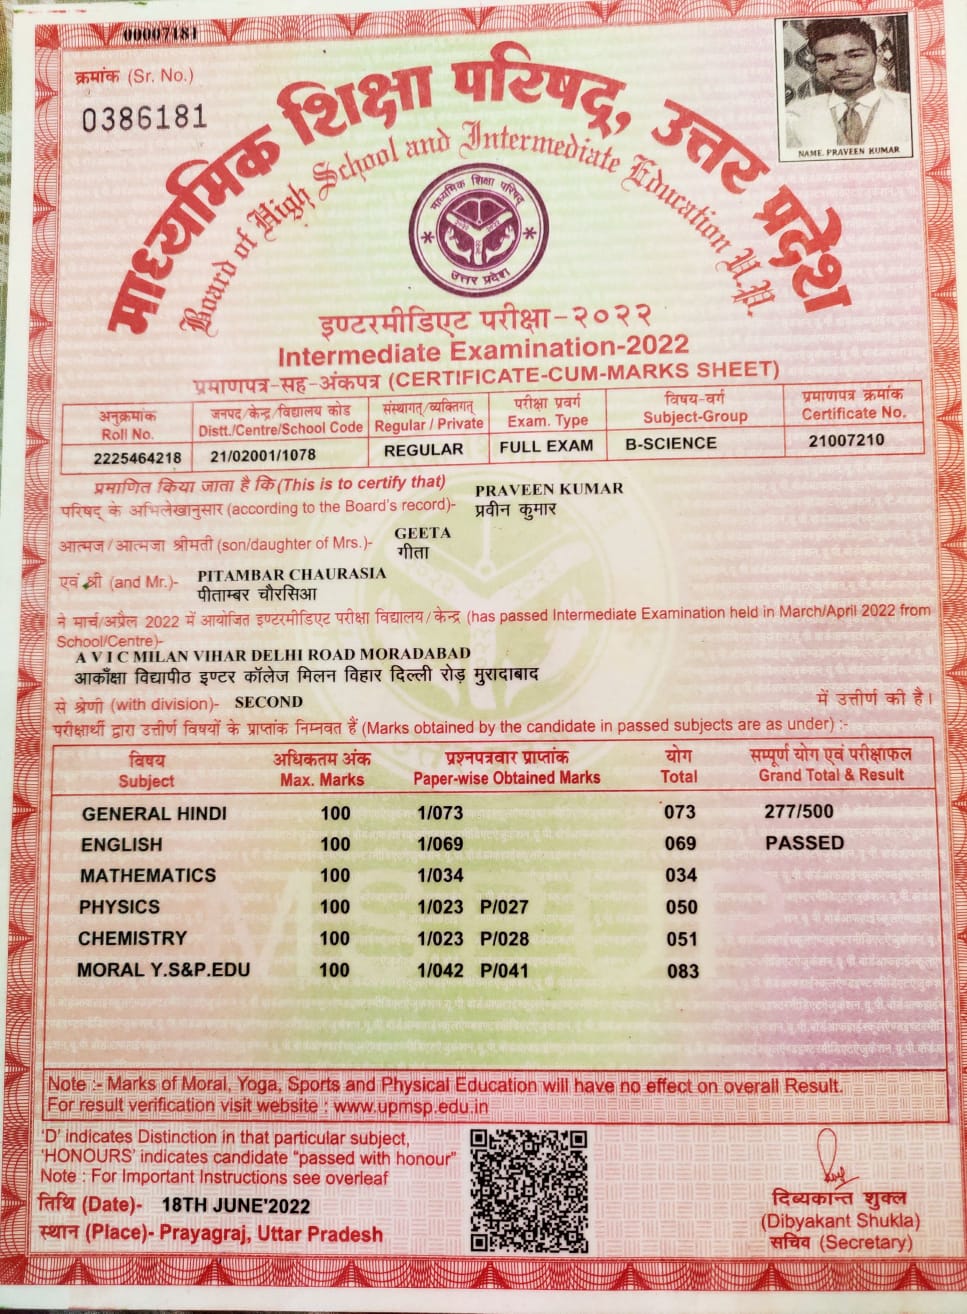 00007181
क्रमांक (Sr. No.)
0386181
NAME. PRAVEEN KUMAR
माध्यमिक शिक्षा परिषद्, उत्तर प्रदेश
Board of High School and Intermediate Education U.P.
माध्यमिक शिक्षा परिषद्
उत्तर प्रदेश
इण्टरमीडिएट परीक्षा-२०२२
Intermediate Examination-2022
प्रमाणपत्र-सह-अंकपत्र (CERTIFICATE-CUM-MARKS SHEET)
अनुक्रमांक जनपद/केन्द्र/विद्यालय कोड संस्थागत्/व्यक्तिगत् परीक्षा प्रवर्ग विषय-वर्ग प्रमाणपत्र क्रमांक
Roll No. Distt./Centre/School Code Regular / Private Exam. Type Subject-Group Certificate No.
2225464218 21/02001/1078 REGULAR FULL EXAM B-SCIENCE 21007210
प्रमाणित किया जाता है कि (This is to certify that) PRAVEEN KUMAR
परिषद् के अभिलेखानुसार (according to the Board's record)- प्रवीन कुमार
आत्मज/आत्मजा श्रीमती (son/daughter of Mrs.)- GEETA
गीता
एवं श्री (and Mr.)- PITAMBAR CHAURASIA
पीताम्बर चौरसिआ
ने मार्च/अप्रैल 2022 में आयोजित इण्टरमीडिएट परीक्षा विद्यालय/केन्द्र (has passed Intermediate Examination held in March/April 2022 from
School/Centre)-
A V I C MILAN VIHAR DELHI ROAD MORADABAD
आकाँक्षा विद्यापीठ इण्टर कॉलेज मिलन विहार दिल्ली रोड़ मुरादाबाद
से श्रेणी (with division)- SECOND में उत्तीर्ण की है।
परीक्षार्थी द्वारा उत्तीर्ण विषयों के प्राप्तांक निम्नवत हैं (Marks obtained by the candidate in passed subjects are as under) :-
विषय अधिकतम अंक प्रश्नपत्रवार प्राप्तांक योग सम्पूर्ण योग एवं परीक्षाफल
Subject Max. Marks Paper-wise Obtained Marks Total Grand Total & Result
GENERAL HINDI 100 1/073 073 277/500
ENGLISH 100 1/069 069 PASSED
MATHEMATICS 100 1/034 034
PHYSICS 100 1/023 P/027 050
CHEMISTRY 100 1/023 P/028 051
MORAL Y.S&P.EDU 100 1/042 P/041 083
Note :- Marks of Moral, Yoga, Sports and Physical Education will have no effect on overall Result.
For result verification visit website : www.upmsp.edu.in
'D' indicates Distinction in that particular subject,
'HONOURS' indicates candidate "passed with honour"
Note : For Important Instructions see overleaf
तिथि (Date)- 18TH JUNE'2022
स्थान (Place)- Prayagraj, Uttar Pradesh
दिब्यकान्त शुक्ल
(Dibyakant Shukla)
सचिव (Secretary)